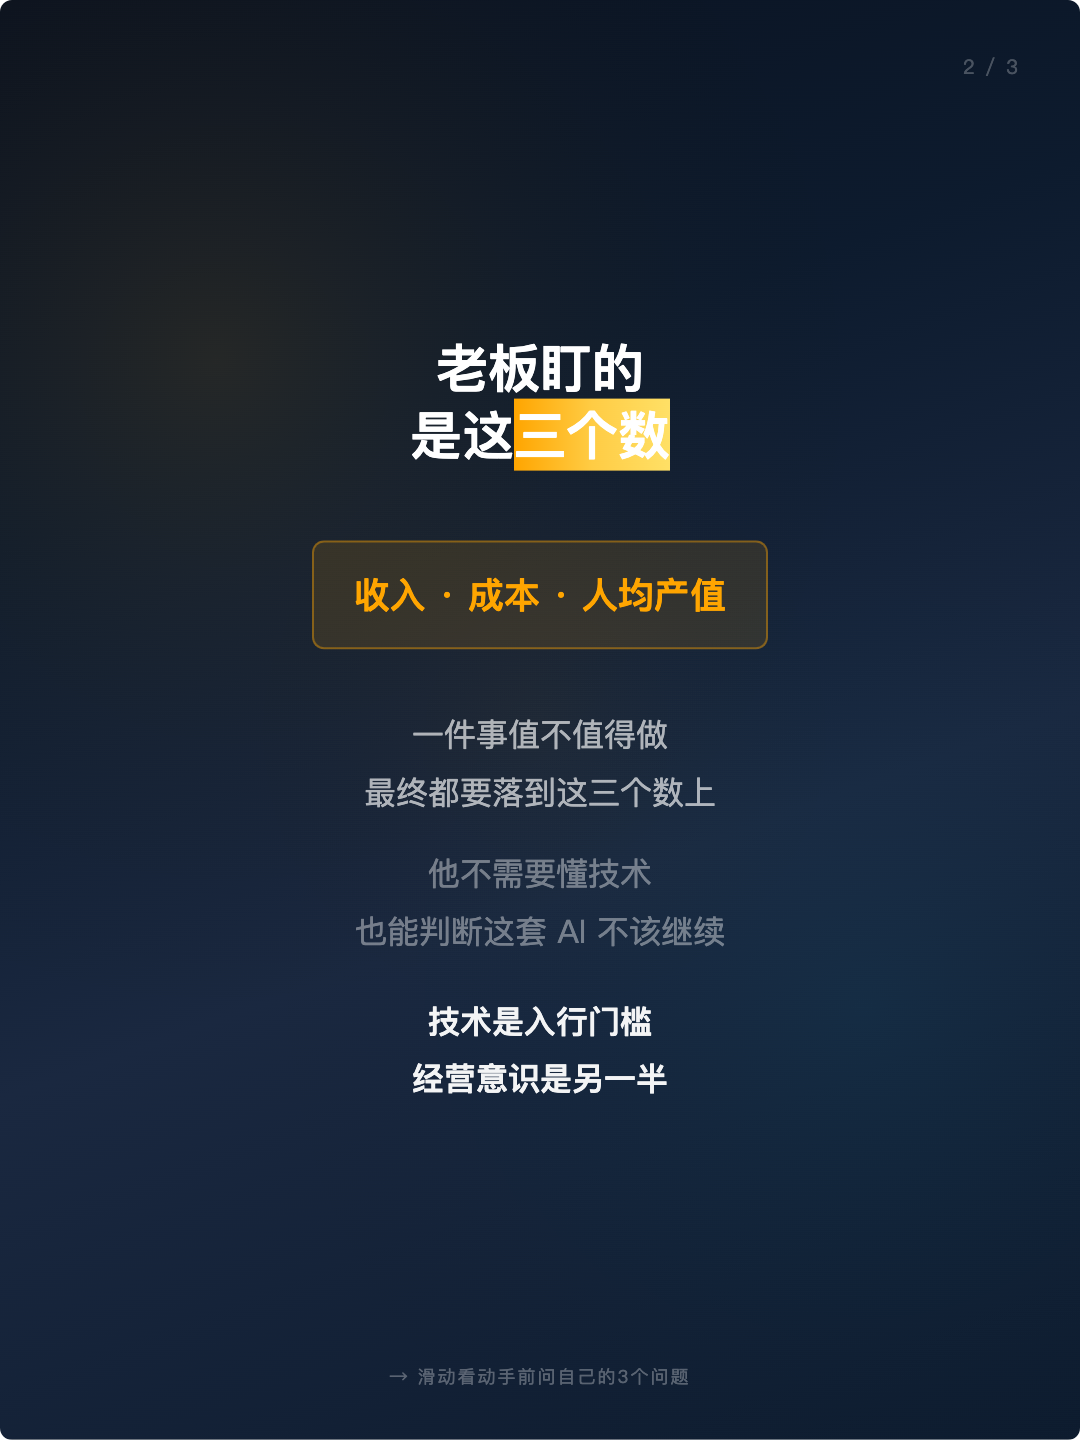 2 / 3
老板盯的
是这三个数
收入 · 成本 · 人均产值
一件事值不值得做
最终都要落到这三个数上
他不需要懂技术
也能判断这套 AI 不该继续
技术是入行门槛
经营意识是另一半
→ 滑动看动手前问自己的3个问题